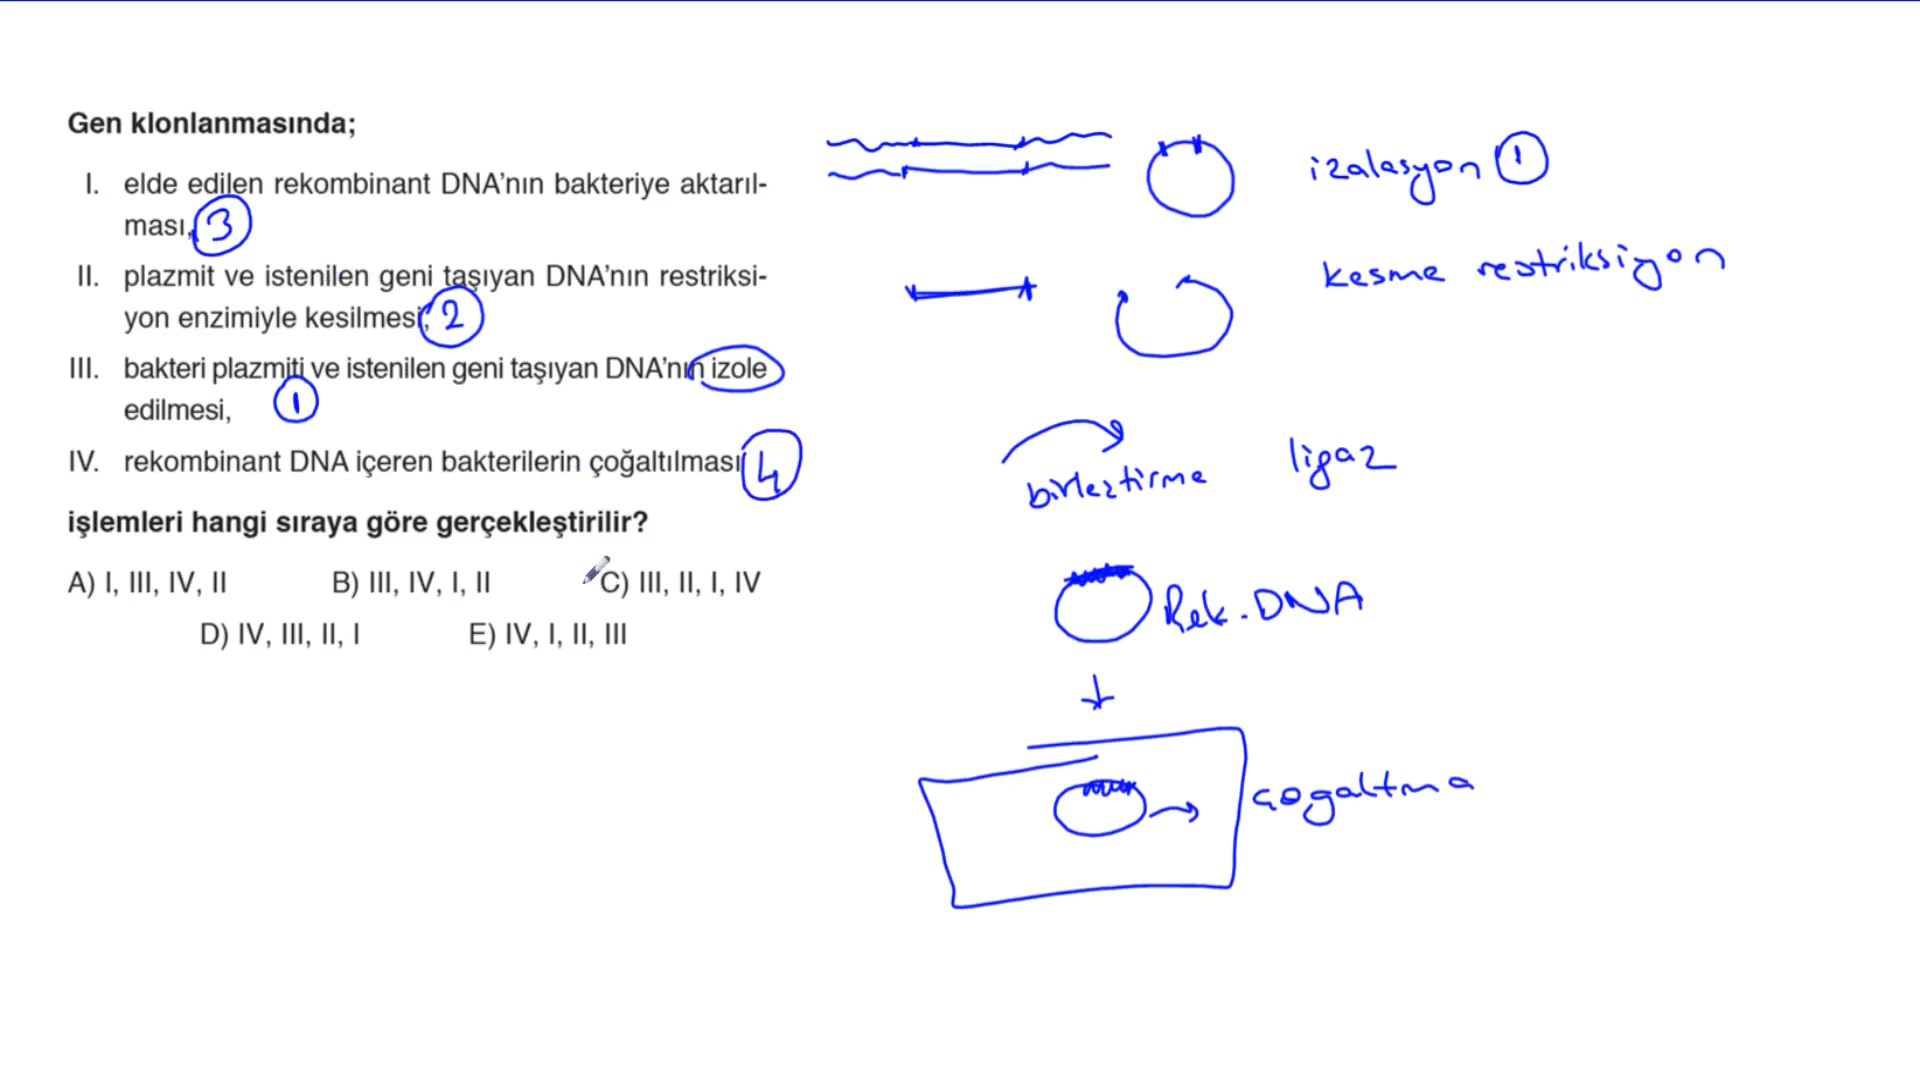 Gen klonlanmasında;
I. elde edilen rekombinant DNA'nın bakteriye aktarıl-
ması, 3
II. plazmit ve istenilen geni taşıyan DNA'nın restriksi-
yon enzimiyle kesilmesi, 2
III. bakteri plazmiti ve istenilen geni taşıyan DNA'nın izole
edilmesi, 1
IV. rekombinant DNA içeren bakterilerin çoğaltılması 4
işlemleri hangi sıraya göre gerçekleştirilir?
A) I, III, IV, II B) III, IV, I, II C) III, II, I, IV
D) IV, III, II, I E) IV, I, II, III
izalasyon 1
kesme restriksiyon
birleştirme ligaz
Rek. DNA
çogaltma